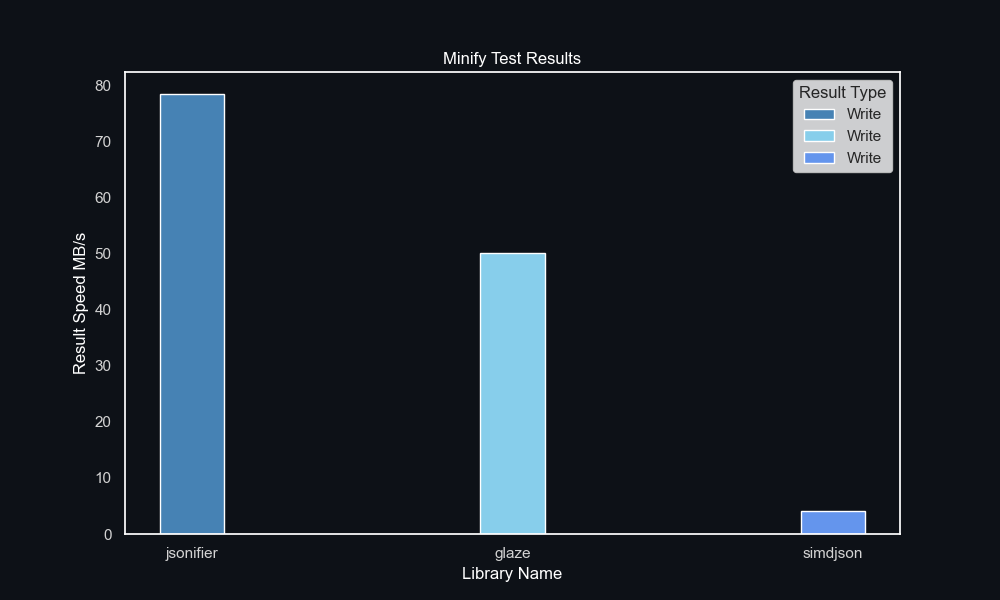 Minify Test Results
Result Type
Write
Write
Write
Result Speed MB/s
80
70
60
50
40
30
20
10
0
jsonifier
glaze
simdjson
Library Name